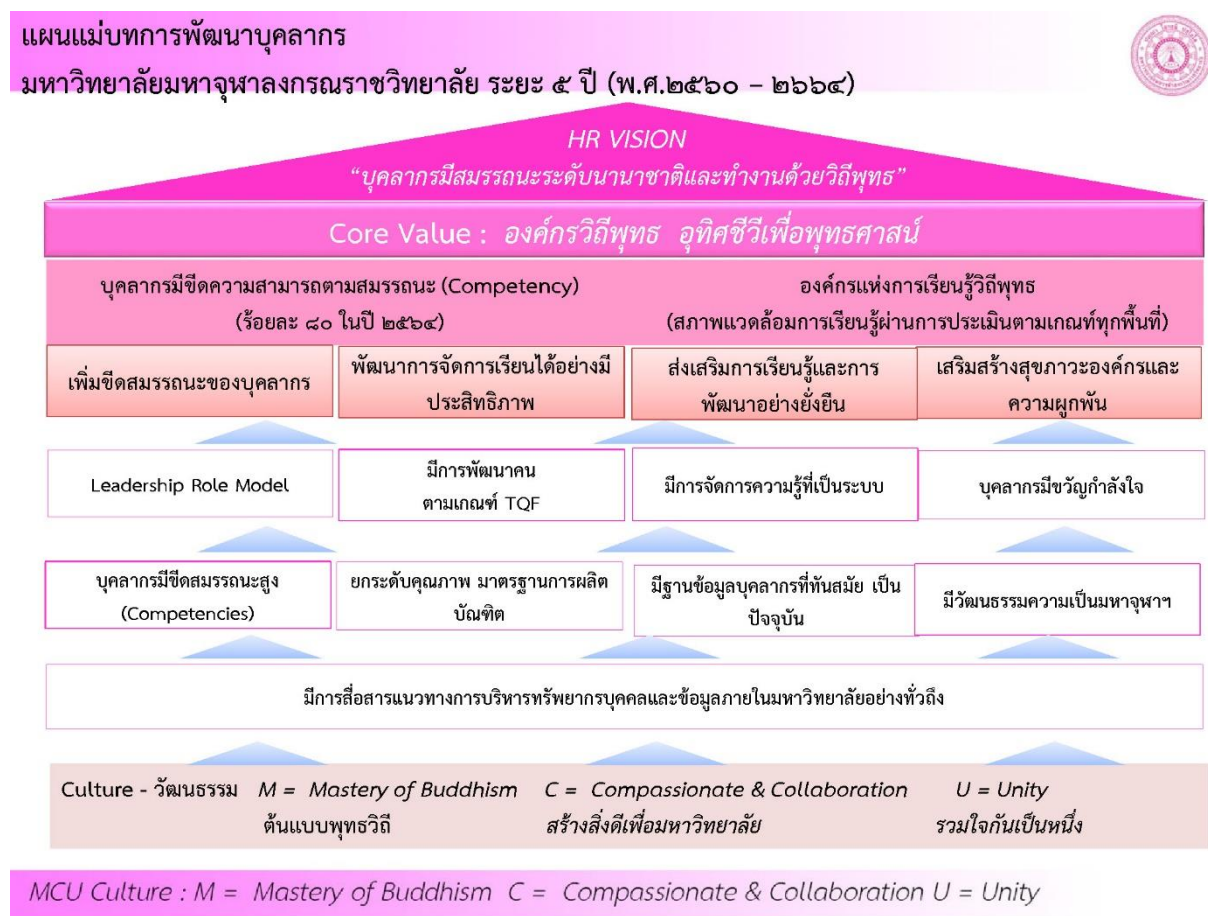 แผนแม่บทการพัฒนาบุคลากร
มหาวิทยาลัยมหาจุฬาลงกรณราชวิทยาลัย ระยะ ๕ ปี (พ.ศ.๒๕๖๐ – ๒๖๖๔)
HR VISION
“บุคลากรมีสมรรถนะระดับนานาชาติและทำงานด้วยวิถีพุทธ”
Core Value : องค์กรวิถีพุทธ อุทิศชีวีเพื่อพุทธศาสน์
บุคลากรมีขีดความสามารถตามสมรรถนะ (Competency)
(ร้อยละ ๘๐ ในปี ๒๕๖๔)
องค์กรแห่งการเรียนรู้วิถีพุทธ
(สภาพแวดล้อมการเรียนรู้ผ่านการประเมินตามเกณฑ์ทุกพื้นที่)
เพิ่มขีดสมรรถนะของบุคลากร
พัฒนาการจัดการเรียนได้อย่างมี
ประสิทธิภาพ
ส่งเสริมการเรียนรู้และการ
พัฒนาอย่างยั่งยืน
เสริมสร้างสุขภาวะองค์กรและ
ความผูกพัน
Leadership Role Model
มีการพัฒนาคน
ตามเกณฑ์ TQF
มีการจัดการความรู้ที่เป็นระบบ
บุคลากรมีขวัญกำลังใจ
บุคลากรมีขีดสมรรถนะสูง
(Competencies)
ยกระดับคุณภาพ มาตรฐานการผลิต
บัณฑิต
มีฐานข้อมูลบุคลากรที่ทันสมัย เป็น
ปัจจุบัน
มีวัฒนธรรมความเป็นมหาจุฬาฯ
มีการสื่อสารแนวทางการบริหารทรัพยากรบุคคลและข้อมูลภายในมหาวิทยาลัยอย่างทั่วถึง
Culture - วัฒนธรรม M = Mastery of Buddhism C = Compassionate & Collaboration U = Unity
ต้นแบบพุทธวิถี สร้างสิ่งดีเพื่อมหาวิทยาลัย รวมใจกันเป็นหนึ่ง
MCU Culture : M = Mastery of Buddhism C = Compassionate & Collaboration U = Unity